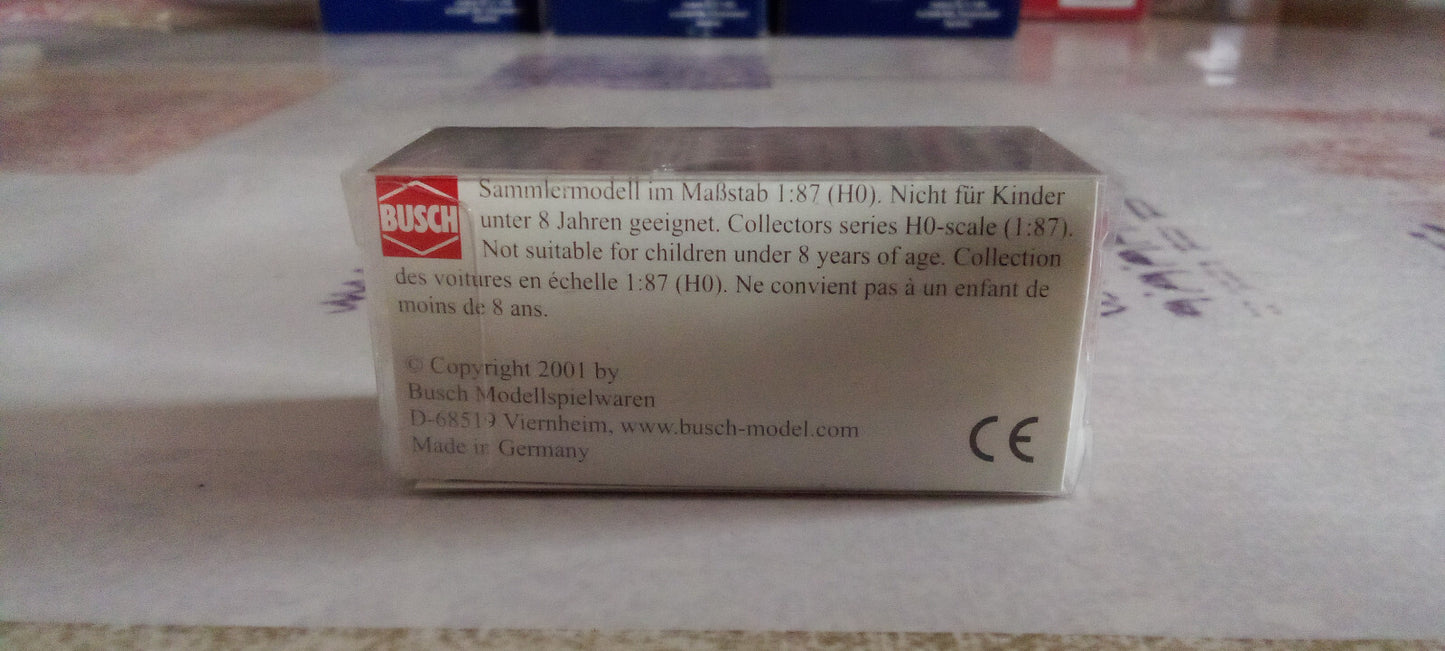 BUSCH
Sammlermodell im Maßstab 1:87 (H0). Nicht für Kinder
unter 8 Jahren geeignet. Collectors series H0-scale (1:87).
Not suitable for children under 8 years of age. Collection
des voitures en échelle 1:87 (H0). Ne convient pas à un enfant de
moins de 8 ans.
© Copyright 2001 by
Busch Modellspielwaren
D-68519 Viernheim, www.busch-model.com
Made in Germany
CE